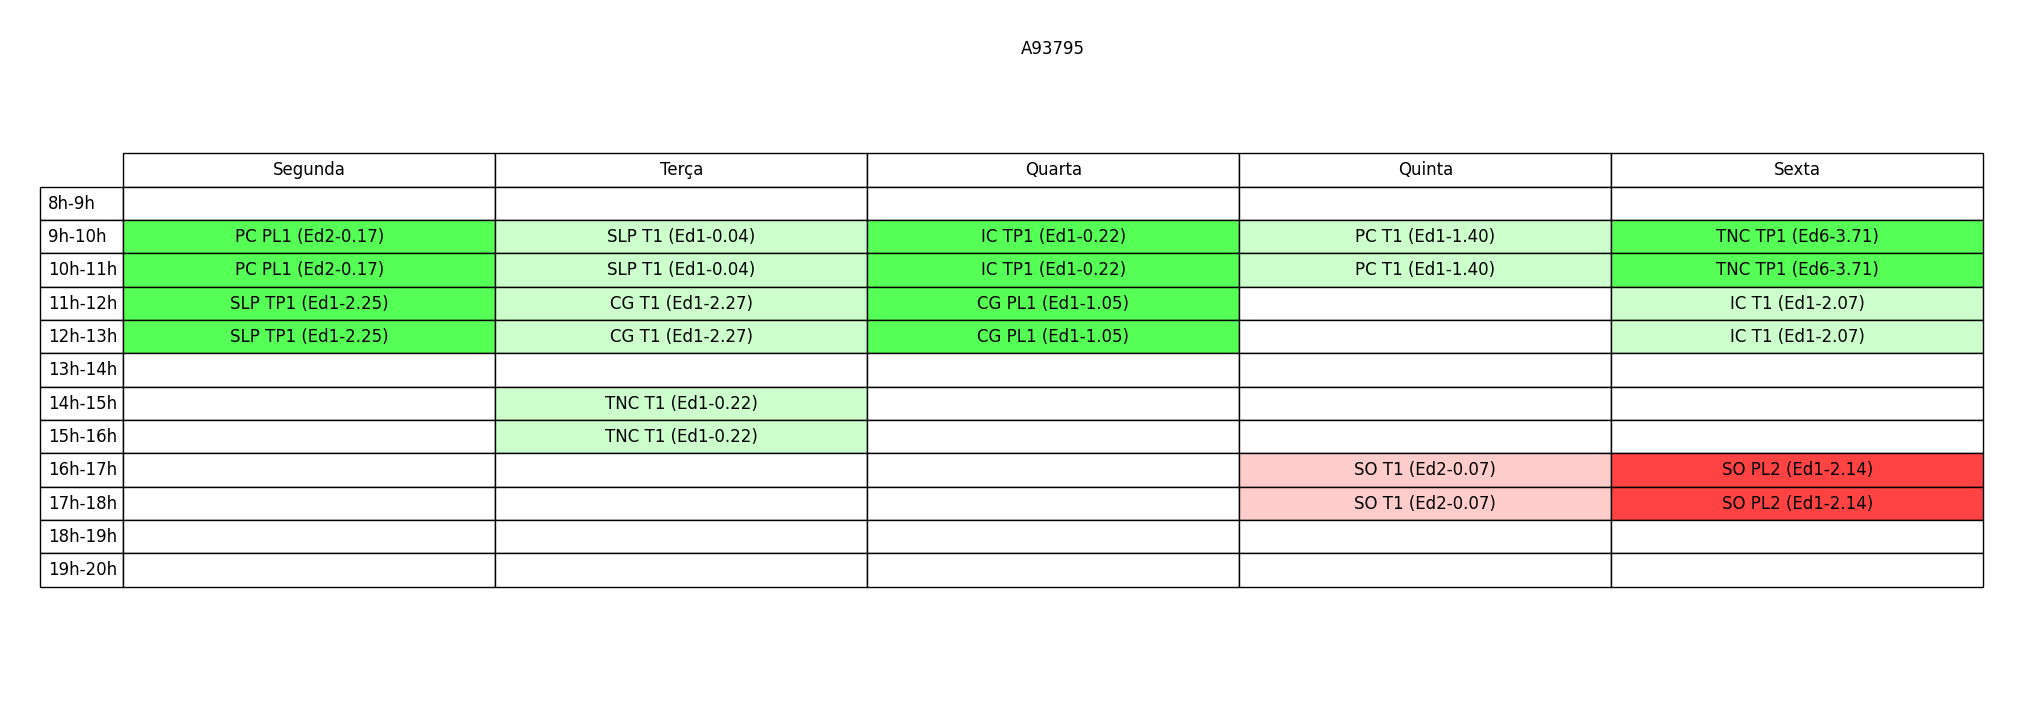 A93795
Segunda Terça Quarta Quinta Sexta
8h-9h
9h-10h PC PL1 (Ed2-0.17) SLP T1 (Ed1-0.04) IC TP1 (Ed1-0.22) PC T1 (Ed1-1.40) TNC TP1 (Ed6-3.71)
10h-11h PC PL1 (Ed2-0.17) SLP T1 (Ed1-0.04) IC TP1 (Ed1-0.22) PC T1 (Ed1-1.40) TNC TP1 (Ed6-3.71)
11h-12h SLP TP1 (Ed1-2.25) CG T1 (Ed1-2.27) CG PL1 (Ed1-1.05) IC T1 (Ed1-2.07)
12h-13h SLP TP1 (Ed1-2.25) CG T1 (Ed1-2.27) CG PL1 (Ed1-1.05) IC T1 (Ed1-2.07)
13h-14h
14h-15h TNC T1 (Ed1-0.22)
15h-16h TNC T1 (Ed1-0.22)
16h-17h SO T1 (Ed2-0.07) SO PL2 (Ed1-2.14)
17h-18h SO T1 (Ed2-0.07) SO PL2 (Ed1-2.14)
18h-19h
19h-20h